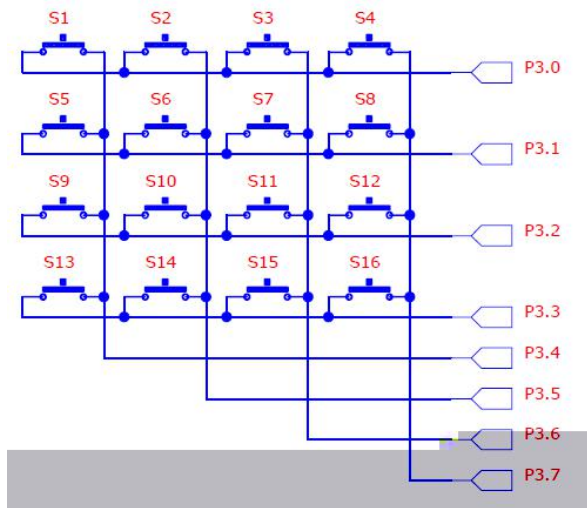 S1 S2 S3 S4
P3.0
S5 S6 S7 S8
P3.1
S9 S10 S11 S12
P3.2
S13 S14 S15 S16
P3.3
P3.4
P3.5
P3.6
P3.7